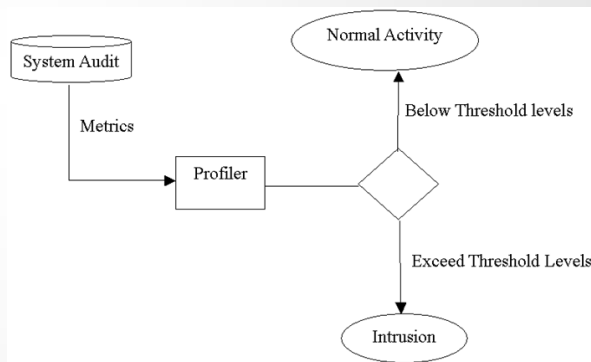 Normal Activity
System Audit
Below Threshold levels
Metrics
Profiler
Exceed Threshold Levels
Intrusion